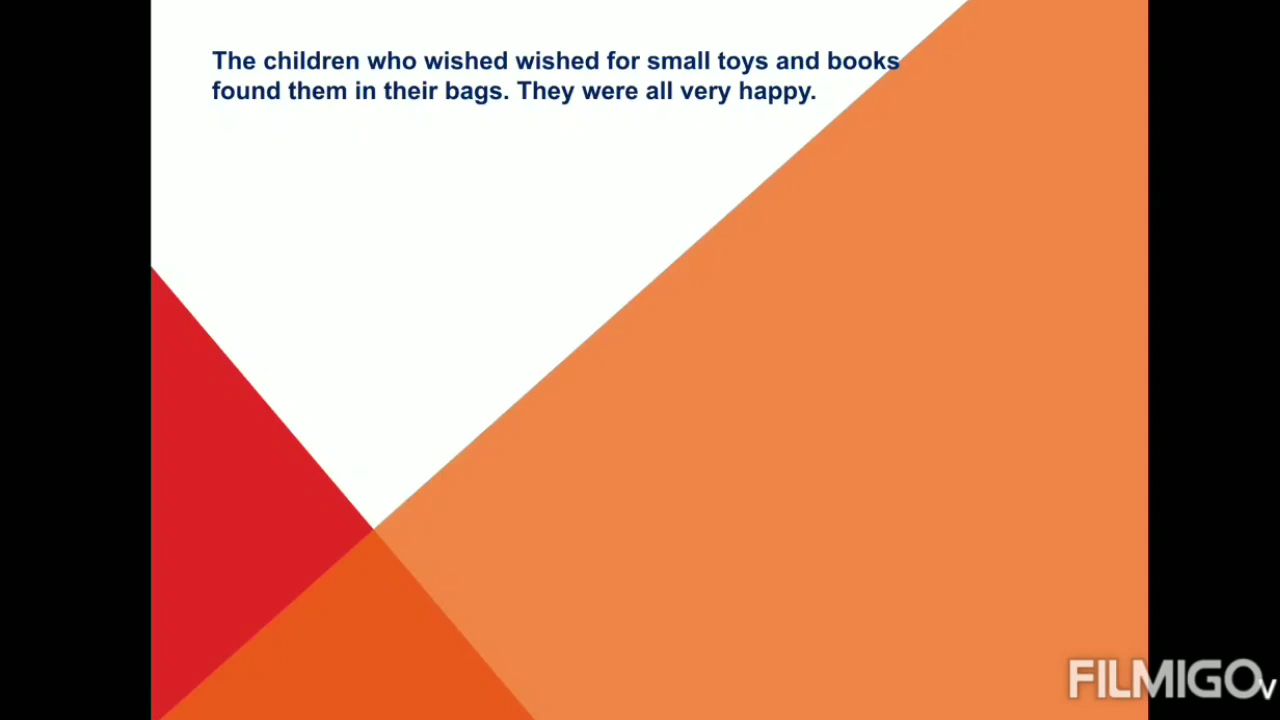 The children who wished wished for small toys and books
found them in their bags. They were all very happy.
FILMIGO
V